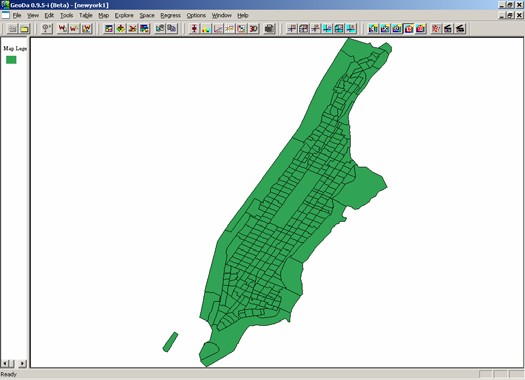 GeoDa 0.9.5-i (Beta) - [newyork1]
File View Edit Tools Table Map Explore Space Regress Options Window Help
Map Lege
W W W
3D
Ready